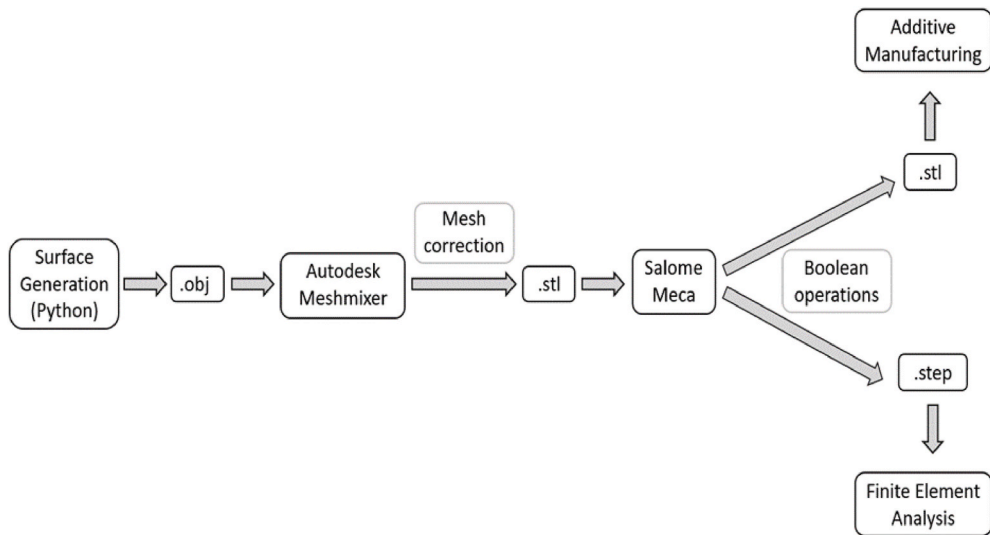 Surface
Generation
(Python)
.obj
Autodesk
Meshmixer
Mesh
correction
.stl
Salome
Meca
Boolean
operations
.stl
Additive
Manufacturing
.step
Finite Element
Analysis